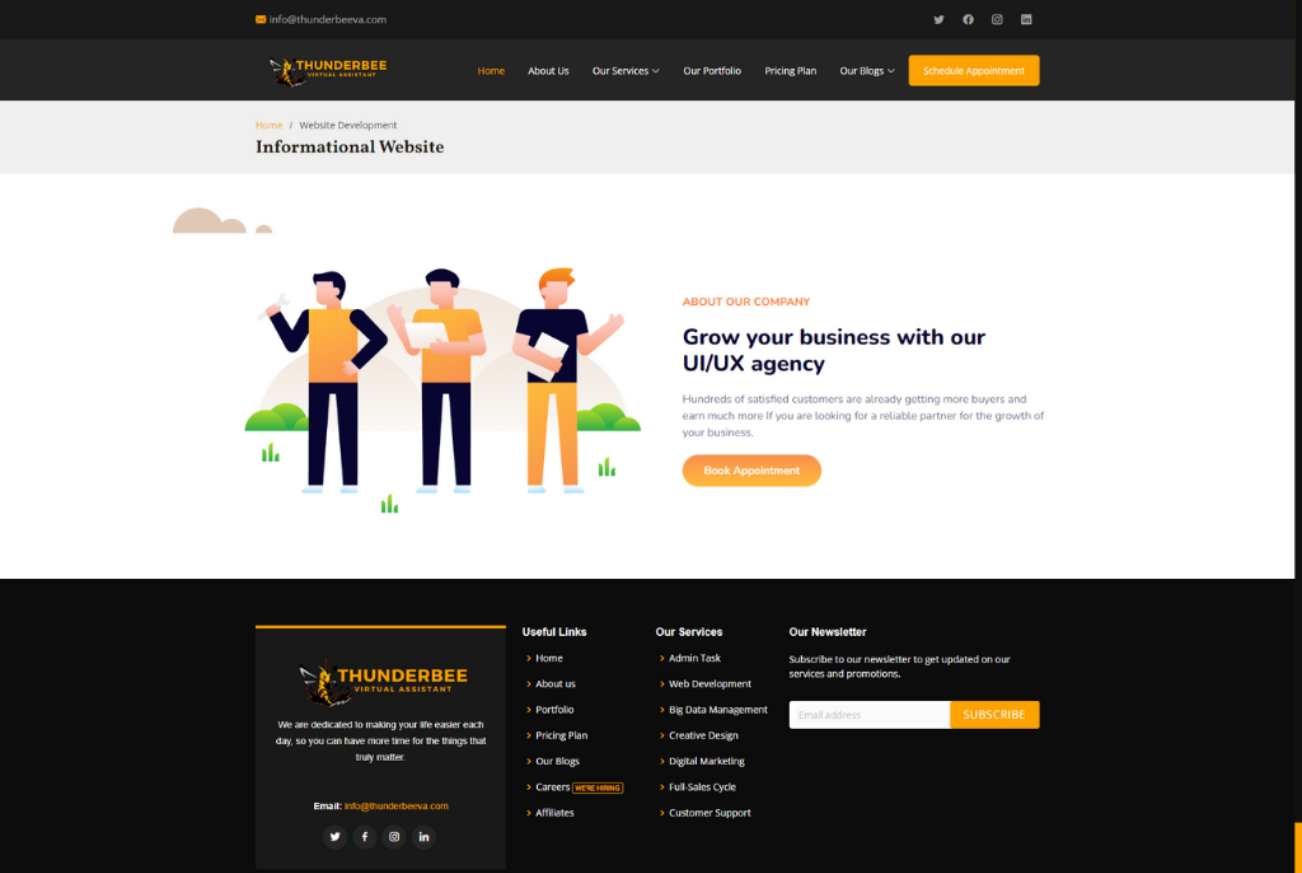 info@thunderbeeva.com
THUNDERBEE
VIRTUAL ASSISTANT
Home About Us Our Services Our Portfolio Pricing Plan Our Blogs Schedule Appointment
Home / Website Development
Informational Website
ABOUT OUR COMPANY
Grow your business with our
UI/UX agency
Hundreds of satisfied customers are already getting more buyers and
earn much more If you are looking for a reliable partner for the growth of
your business.
Book Appointment
THUNDERBEE
VIRTUAL ASSISTANT
We are dedicated to making your life easier each
day, so you can have more time for the things that
truly matter.
Email: info@thunderbeeva.com
Useful Links
Home
About us
Portfolio
Pricing Plan
Our Blogs
Careers WE'RE HIRING
Affiliates
Our Services
Admin Task
Web Development
Big Data Management
Creative Design
Digital Marketing
Full-Sales Cycle
Customer Support
Our Newsletter
Subscribe to our newsletter to get updated on our
services and promotions.
Email address SUBSCRIBE